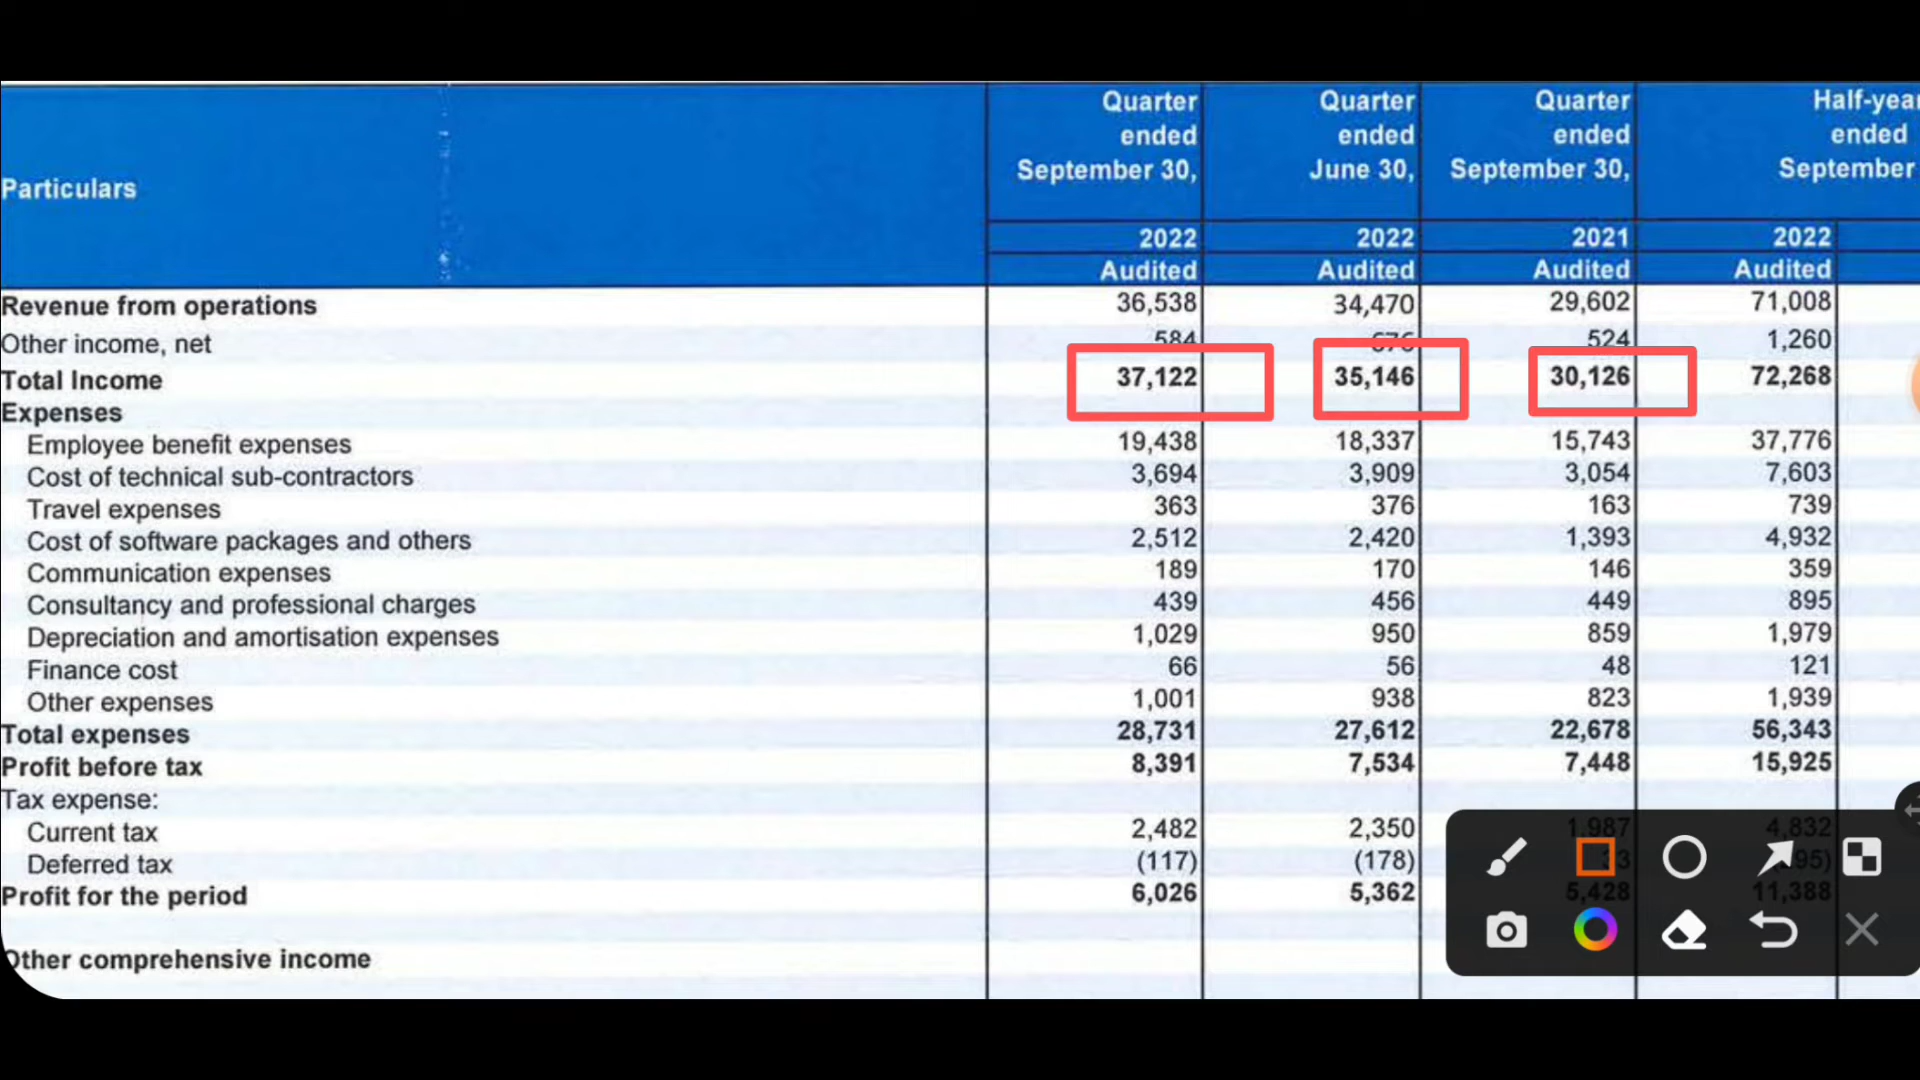 Quarter ended September 30, Quarter ended June 30, Quarter ended September 30, Half-year ended September
Particulars
2022 2022 2021 2022
Audited Audited Audited Audited
Revenue from operations 36,538 34,470 29,602 71,008
Other income, net 584 676 524 1,260
Total Income 37,122 35,146 30,126 72,268
Expenses
Employee benefit expenses 19,438 18,337 15,743 37,776
Cost of technical sub-contractors 3,694 3,909 3,054 7,603
Travel expenses 363 376 163 739
Cost of software packages and others 2,512 2,420 1,393 4,932
Communication expenses 189 170 146 359
Consultancy and professional charges 439 456 449 895
Depreciation and amortisation expenses 1,029 950 859 1,979
Finance cost 66 56 48 121
Other expenses 1,001 938 823 1,939
Total expenses 28,731 27,612 22,678 56,343
Profit before tax 8,391 7,534 7,448 15,925
Tax expense:
Current tax 2,482 2,350 1,987 4,832
Deferred tax (117) (178)
Profit for the period 6,026 5,362 5,428 11,388
Other comprehensive income